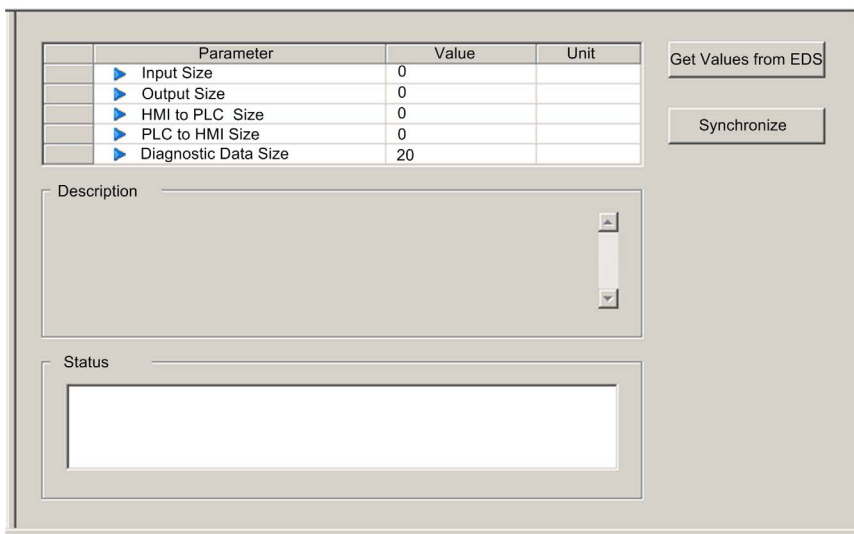 Parameter Value Unit
Input Size 0
Output Size 0
HMI to PLC Size 0
PLC to HMI Size 0
Diagnostic Data Size 20
Get Values from EDS
Synchronize
Description
Status